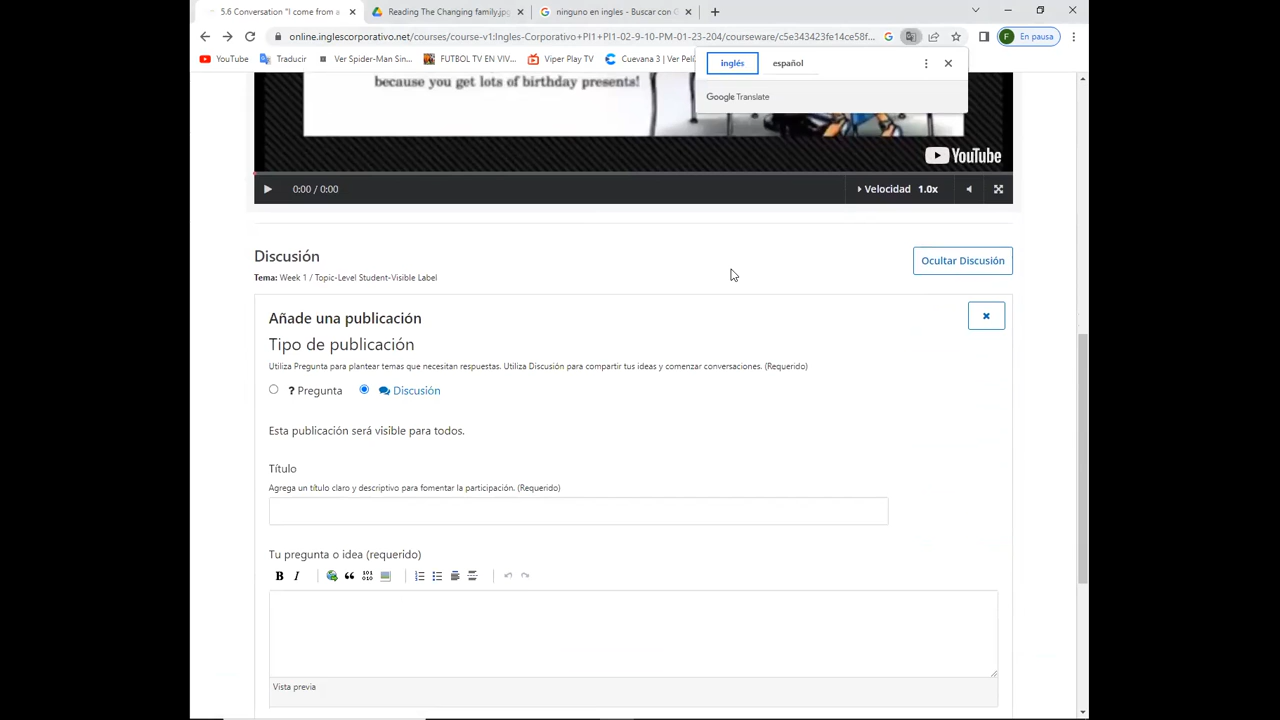 5.6 Conversation "I come from a
Reading The Changing family.jpg
ninguno en ingles - Buscar con G
online.inglescorporativo.net/courses/course-v1:Ingles-Corporativo+PI1+PI1-02-9-10-PM-01-23-204/courseware/c5e343423fe14ce58f...
F En pausa
YouTube
Traducir
Ver Spider-Man Sin...
FUTBOL TV EN VIV...
Viper Play TV
Cuevana 3 | Ver Pelí
inglés
español
Google Translate
because you get lots of birthday presents!
YouTube
0:00 / 0:00
Velocidad 1.0x
Discusión
Ocultar Discusión
Tema: Week 1 / Topic-Level Student-Visible Label
Añade una publicación
Tipo de publicación
Utiliza Pregunta para plantear temas que necesitan respuestas. Utiliza Discusión para compartir tus ideas y comenzar conversaciones. (Requerido)
? Pregunta
Discusión
Esta publicación será visible para todos.
Título
Agrega un título claro y descriptivo para fomentar la participación. (Requerido)
Tu pregunta o idea (requerido)
B I
Vista previa